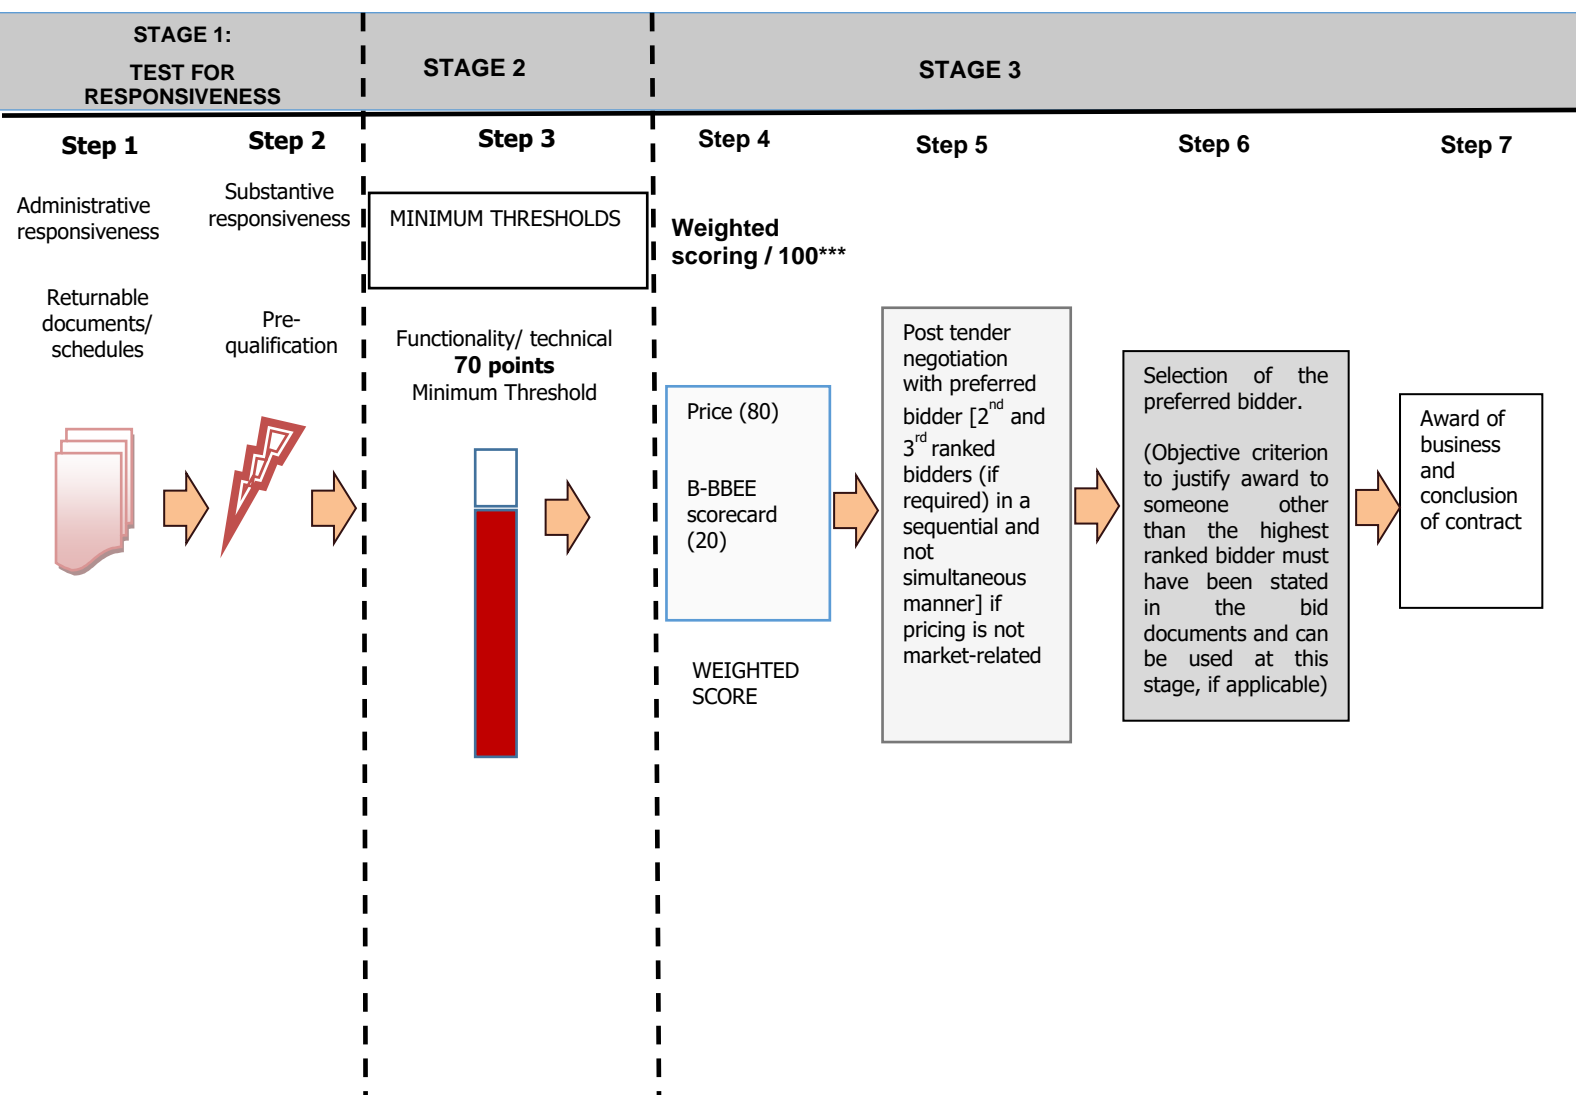 STAGE 1:
TEST FOR
RESPONSIVENESS
STAGE 2
STAGE 3
Step 1
Step 2
Step 3
Step 4
Step 5
Step 6
Step 7
Administrative
responsiveness
Returnable
documents/
schedules
Substantive
responsiveness
Pre-
qualification
MINIMUM THRESHOLDS
Functionality/ technical
70 points
Minimum Threshold
Weighted
scoring / 100***
Price (80)
B-BBEE
scorecard
(20)
WEIGHTED
SCORE
Post tender
negotiation
with preferred
bidder [2nd and
3rd ranked
bidders (if
required) in a
sequential and
not
simultaneous
manner] if
pricing is not
market-related
Selection of the
preferred bidder.
(Objective criterion
to justify award to
someone other
than the highest
ranked bidder must
have been stated
in the bid
documents and can
be used at this
stage, if applicable)
Award of
business
and
conclusion
of contract